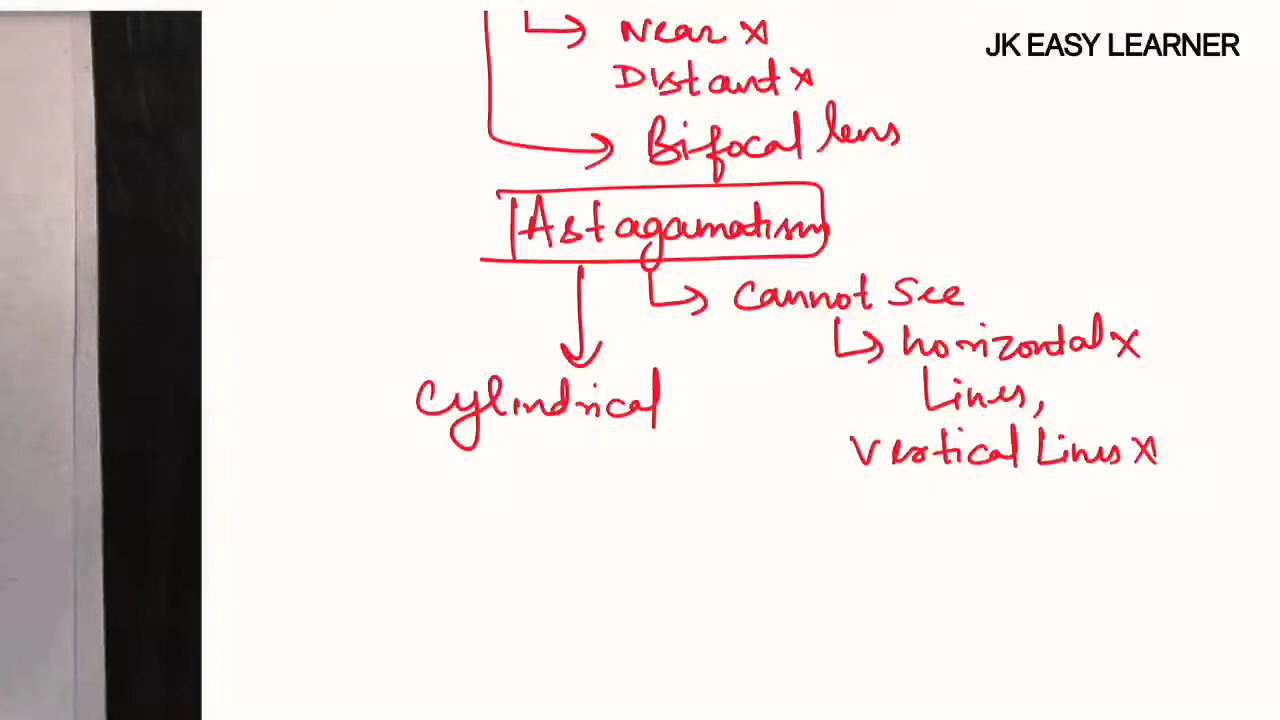 Near x
JK EASY LEARNER
Distant x
Bifocal lens
Astagamatism
Cannot See
horizontal x
Lines,
Cylindrical
Vertical Lines x